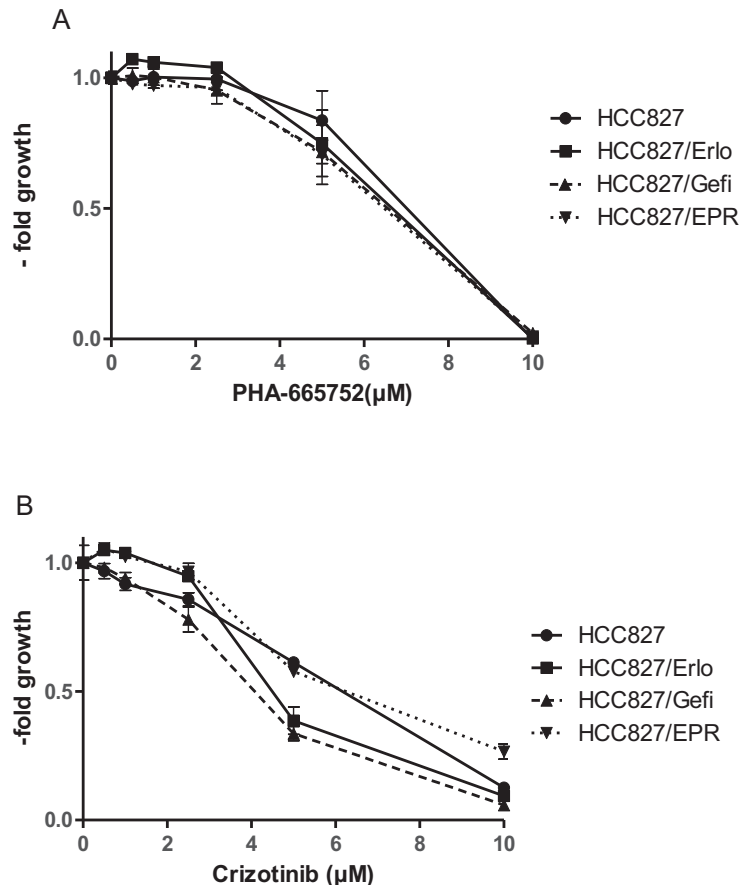 A
1.0
0.5
0.0
- fold growth
0 2 4 6 8 10
PHA-665752(µM)
HCC827
HCC827/Erlo
HCC827/Gefi
HCC827/EPR
B
1.0
0.5
0.0
-fold growth
0 2 4 6 8 10
Crizotinib (µM)
HCC827
HCC827/Erlo
HCC827/Gefi
HCC827/EPR